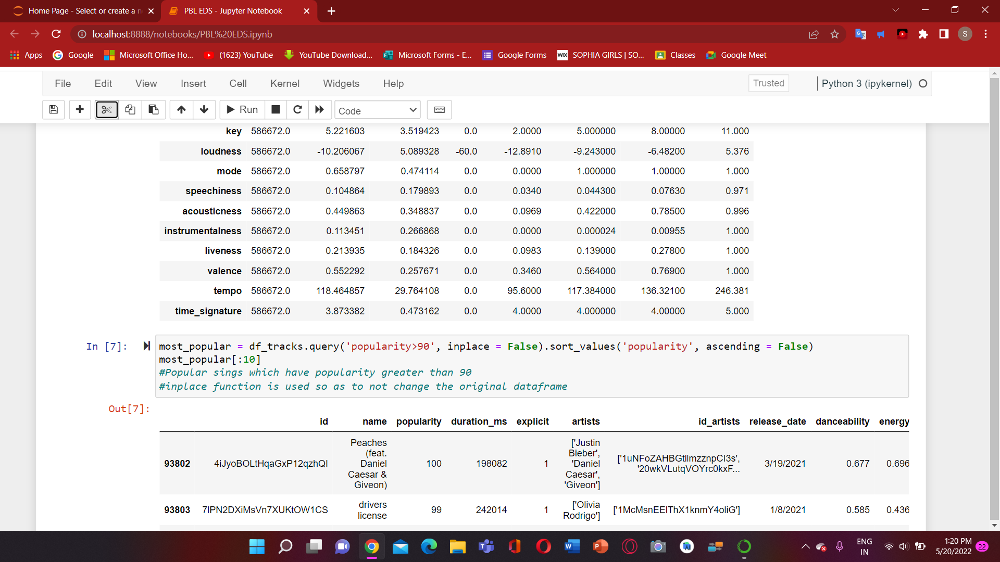 Home Page - Select or create a n
PBL EDS - Jupyter Notebook
localhost:8888/notebooks/PBL%20EDS.ipynb
S
Apps Google Microsoft Office Ho... (1623) YouTube YouTube Download... Microsoft Forms - E... Google Forms WIX SOPHIA GIRLS | SO... Classes Google Meet
File Edit View Insert Cell Kernel Widgets Help Trusted Python 3 (ipykernel)
Run Code
key 586672.0 5.221603 3.519423 0.0 2.0000 5.000000 8.00000 11.000
loudness 586672.0 -10.206067 5.089328 -60.0 -12.8910 -9.243000 -6.48200 5.376
mode 586672.0 0.658797 0.474114 0.0 0.0000 1.000000 1.00000 1.000
speechiness 586672.0 0.104864 0.179893 0.0 0.0340 0.044300 0.07630 0.971
acousticness 586672.0 0.449863 0.348837 0.0 0.0969 0.422000 0.78500 0.996
instrumentalness 586672.0 0.113451 0.266868 0.0 0.0000 0.000024 0.00955 1.000
liveness 586672.0 0.213935 0.184326 0.0 0.0983 0.139000 0.27800 1.000
valence 586672.0 0.552292 0.257671 0.0 0.3460 0.564000 0.76900 1.000
tempo 586672.0 118.464857 29.764108 0.0 95.6000 117.384000 136.32100 246.381
time_signature 586672.0 3.873382 0.473162 0.0 4.0000 4.000000 4.00000 5.000
In [7]:
most_popular = df_tracks.query('popularity>90', inplace = False).sort_values('popularity', ascending = False)
most_popular[:10]
#Popular sings which have popularity greater than 90
#inplace function is used so as to not change the original dataframe
Out[7]:
id name popularity duration_ms explicit artists id_artists release_date danceability energy
93802 4iJyoBOLtHqaGxP12qzhQI Peaches (feat. Daniel Caesar & Giveon) 100 198082 1 ['Justin Bieber', 'Daniel Caesar', 'Giveon'] ['1uNFoZAHBGtllmzznpCI3s', '20wkVLutqVOYrc0kxF... 3/19/2021 0.677 0.696
93803 7lPN2DXiMsVn7XUKtOW1CS drivers license 99 242014 1 ['Olivia Rodrigo'] ['1McMsnEElThX1knmY4oliG'] 1/8/2021 0.585 0.436
ENG
IN
1:20 PM
5/20/2022
22